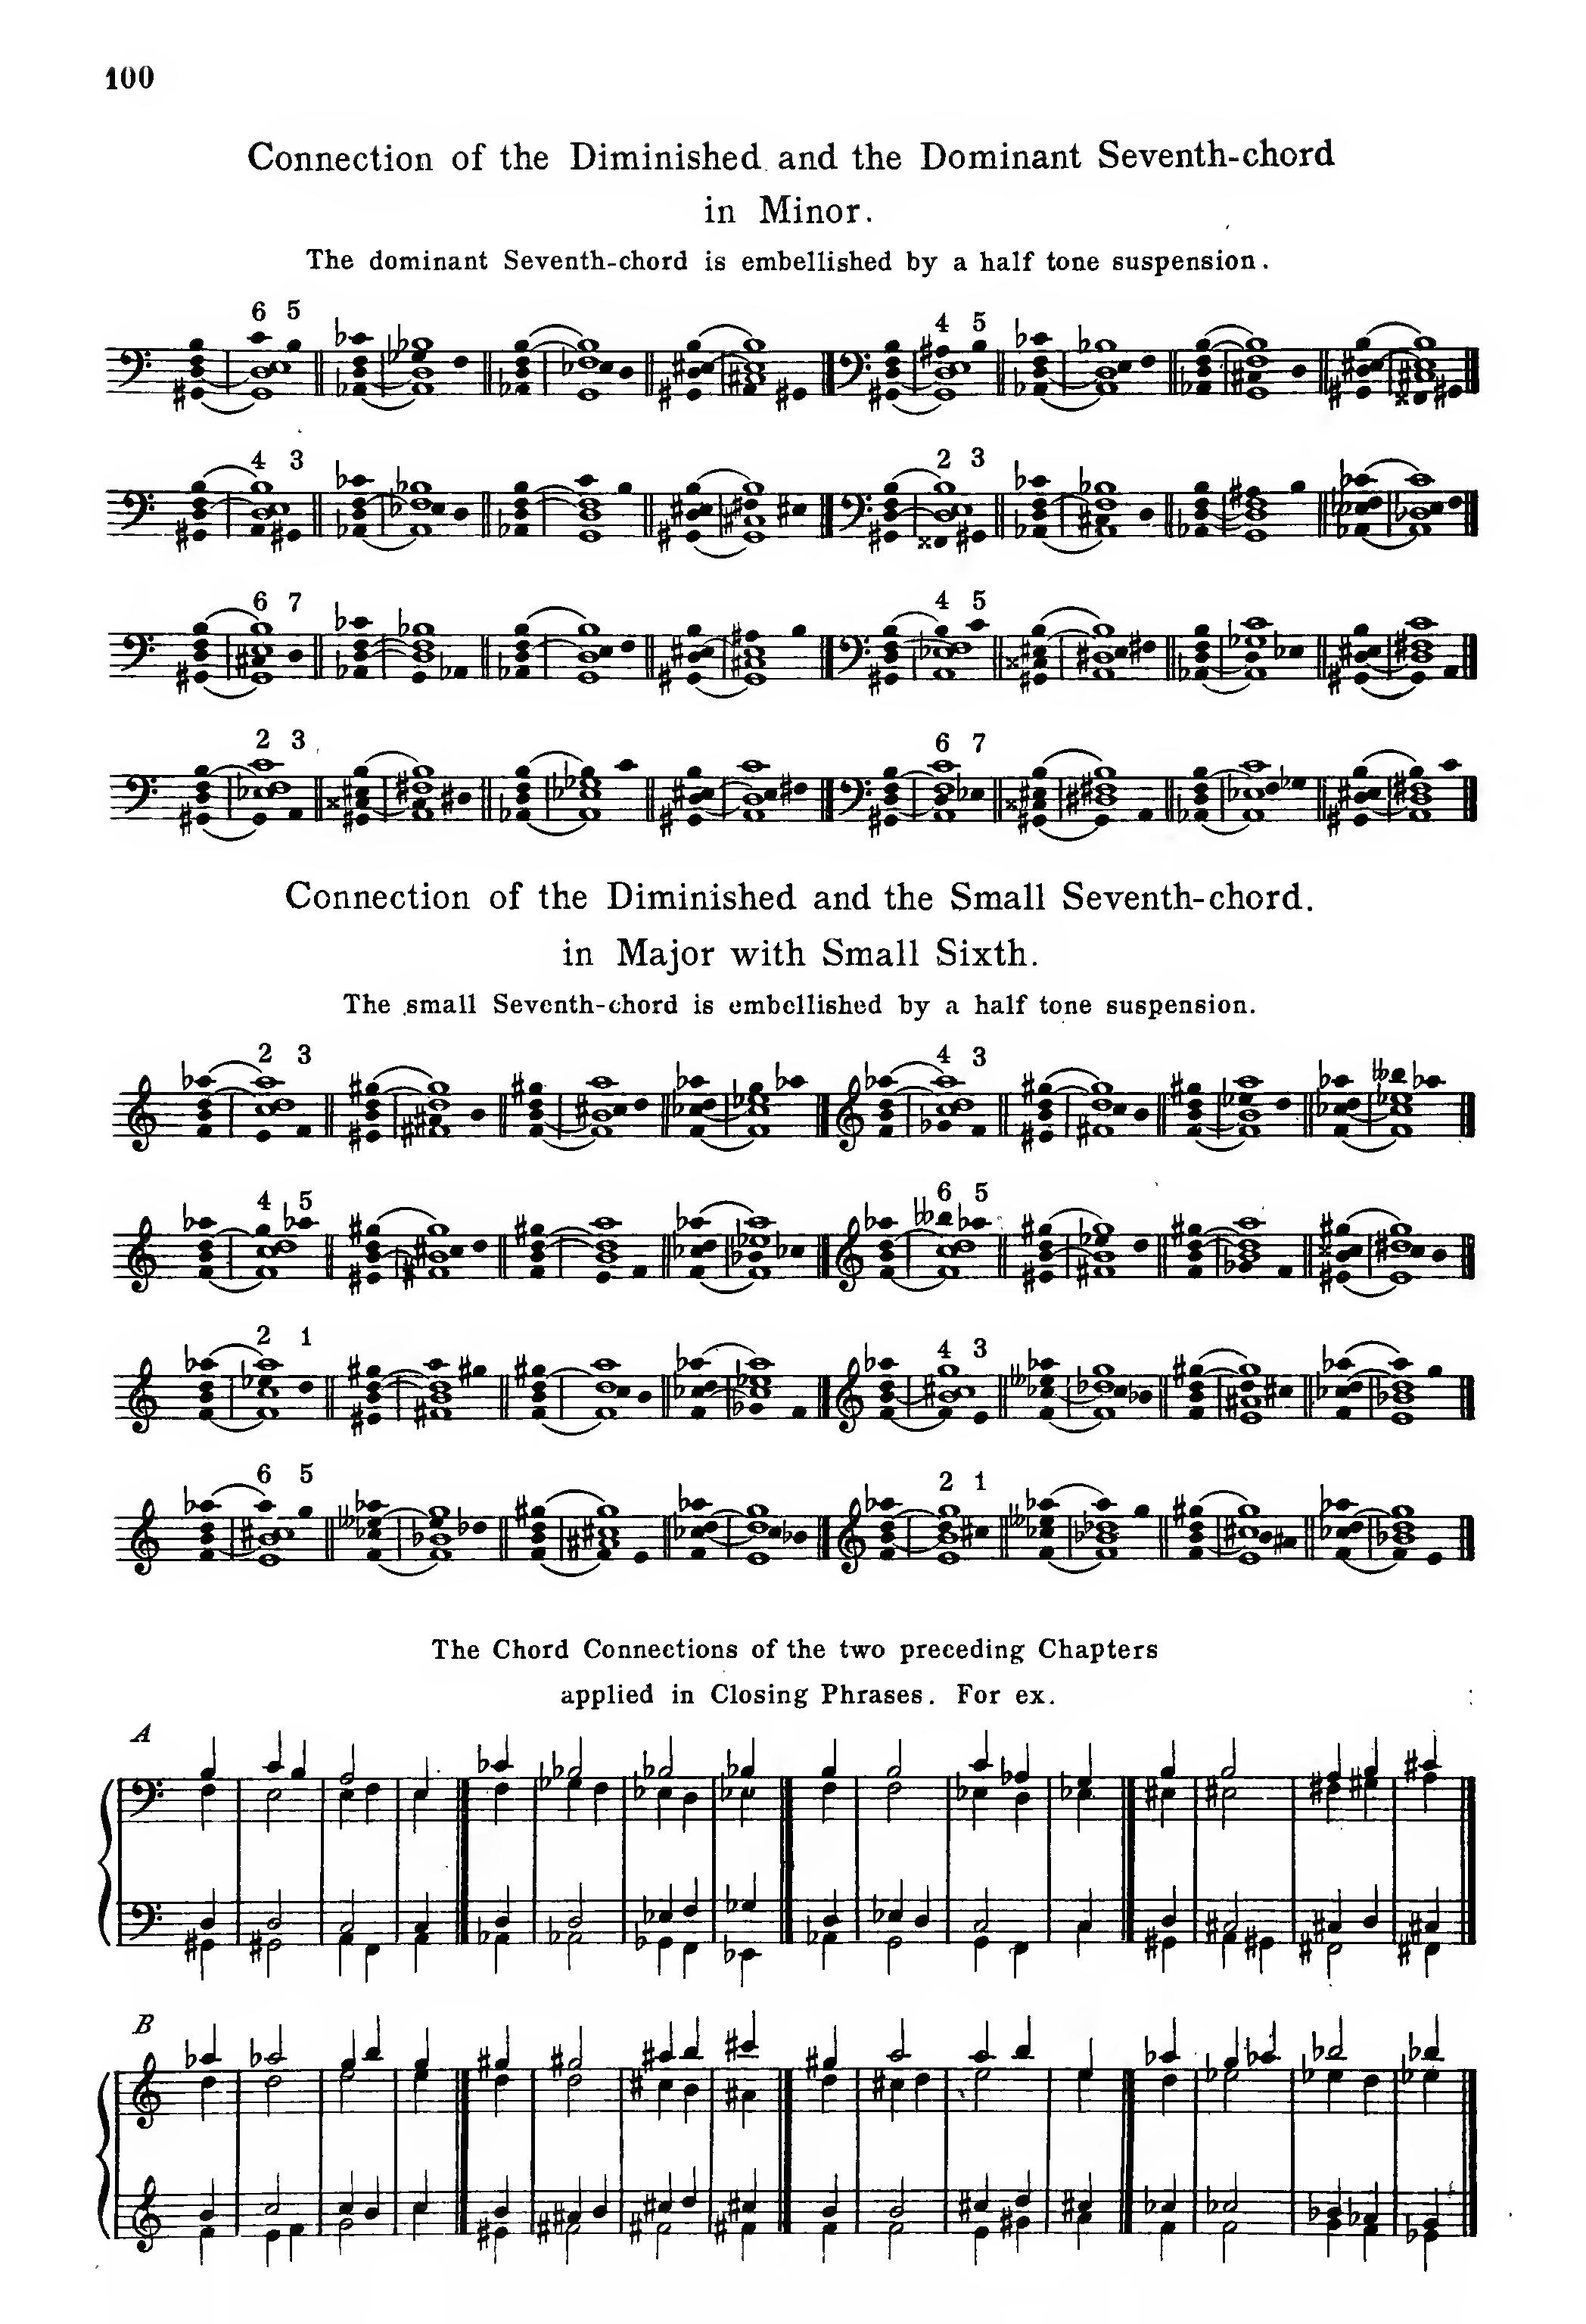 100
Connection of the Diminished and the Dominant Seventh-chord
in Minor.
The dominant Seventh-chord is embellished by a half tone suspension.
6 5 4 5
4 3 2 3
6 7 4 5
2 3 6 7
Connection of the Diminished and the Small Seventh-chord.
in Major with Small Sixth.
The small Seventh-chord is embellished by a half tone suspension.
2 3 4 3
4 5 6 5
2 1 4 3
6 5 2 1
The Chord Connections of the two preceding Chapters
applied in Closing Phrases. For ex.
A
B